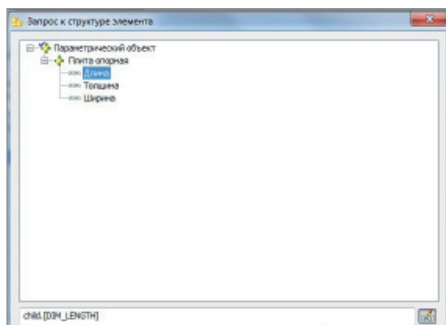 Запрос к структуре элемента
Параметрический объект
Плита опорная
Длина
Толщина
Ширина
child.[DIM_LENGTH]